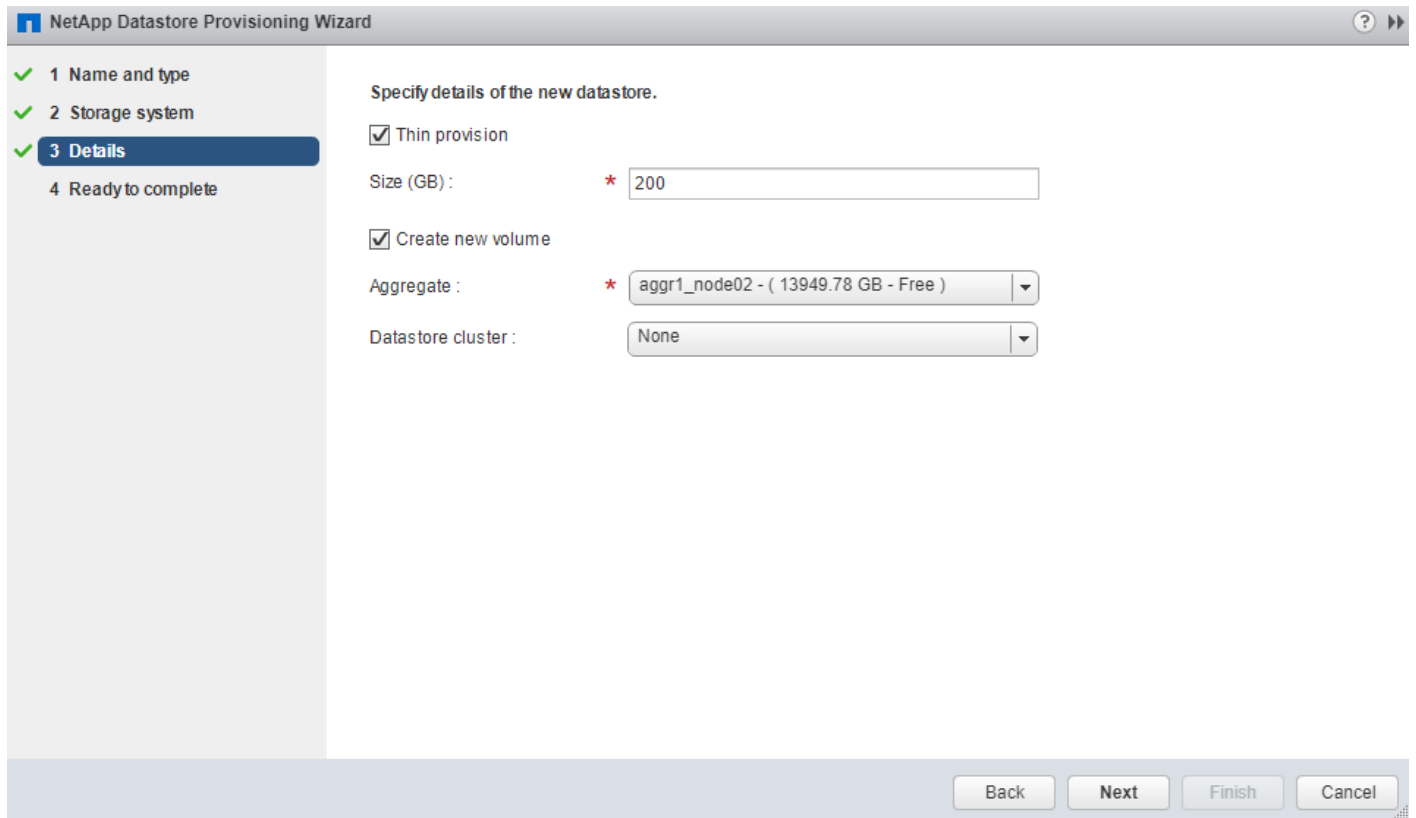 NetApp Datastore Provisioning Wizard
?
1 Name and type
2 Storage system
3 Details
4 Ready to complete
Specify details of the new datastore.
Thin provision
Size (GB) : * 200
Create new volume
Aggregate : * aggr1_node02 - ( 13949.78 GB - Free )
Datastore cluster : None
Back Next Finish Cancel